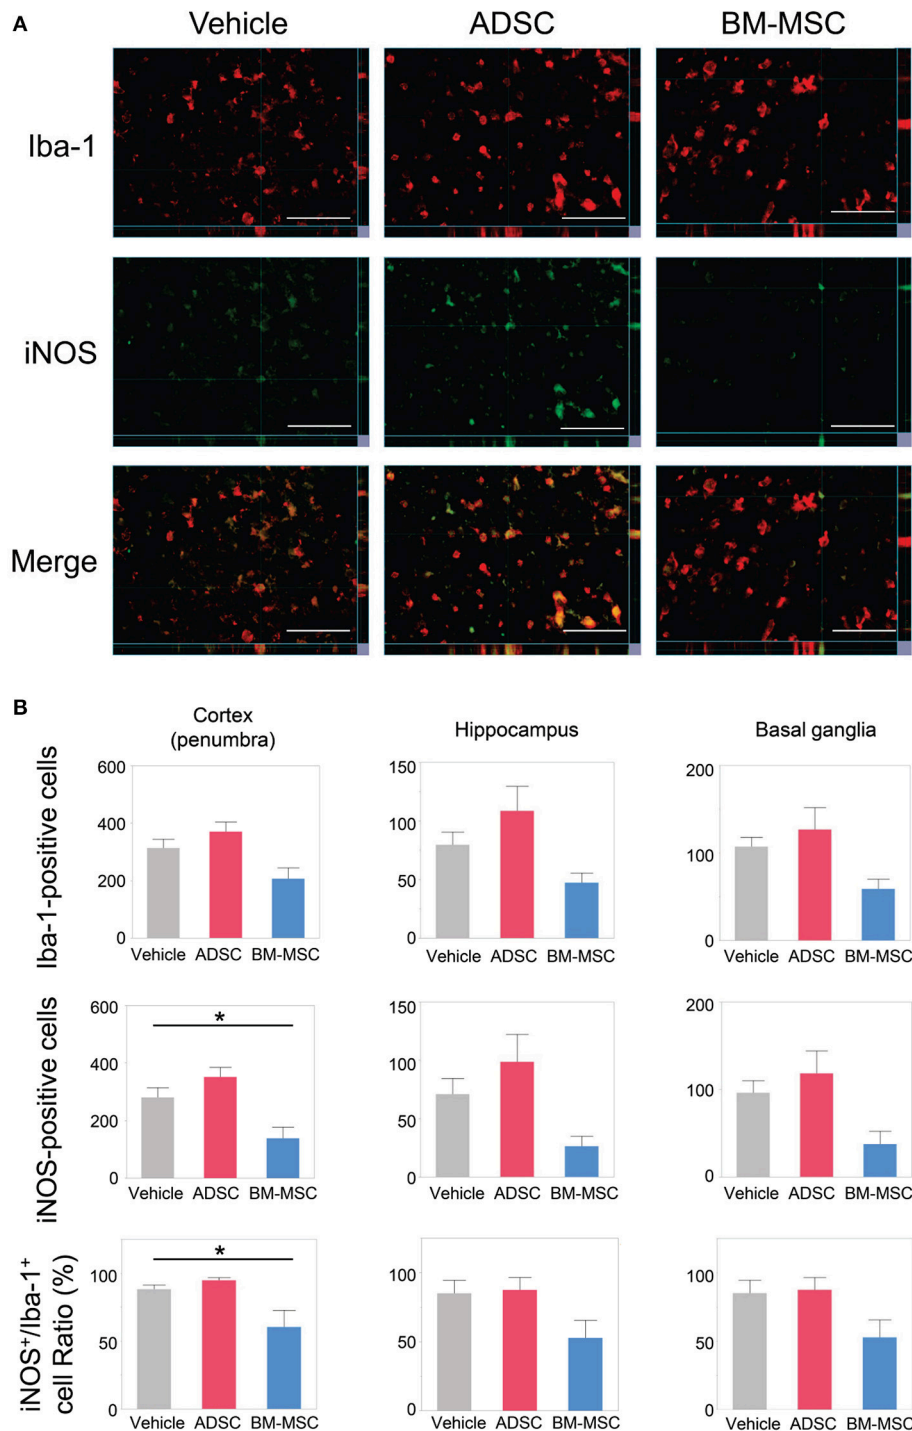 A
Vehicle ADSC BM-MSC
Iba-1
iNOS
Merge
B
Cortex
(penumbra)
Hippocampus
Basal ganglia
Iba-1-positive cells
600
400
200
0
Vehicle ADSC BM-MSC
150
100
50
0
Vehicle ADSC BM-MSC
200
100
0
Vehicle ADSC BM-MSC
iNOS-positive cells
600
400
200
0
*
Vehicle ADSC BM-MSC
150
100
50
0
Vehicle ADSC BM-MSC
200
100
0
Vehicle ADSC BM-MSC
iNOS⁺/Iba-1⁺
cell Ratio (%)
100
50
0
*
Vehicle ADSC BM-MSC
100
50
0
Vehicle ADSC BM-MSC
100
50
0
Vehicle ADSC BM-MSC